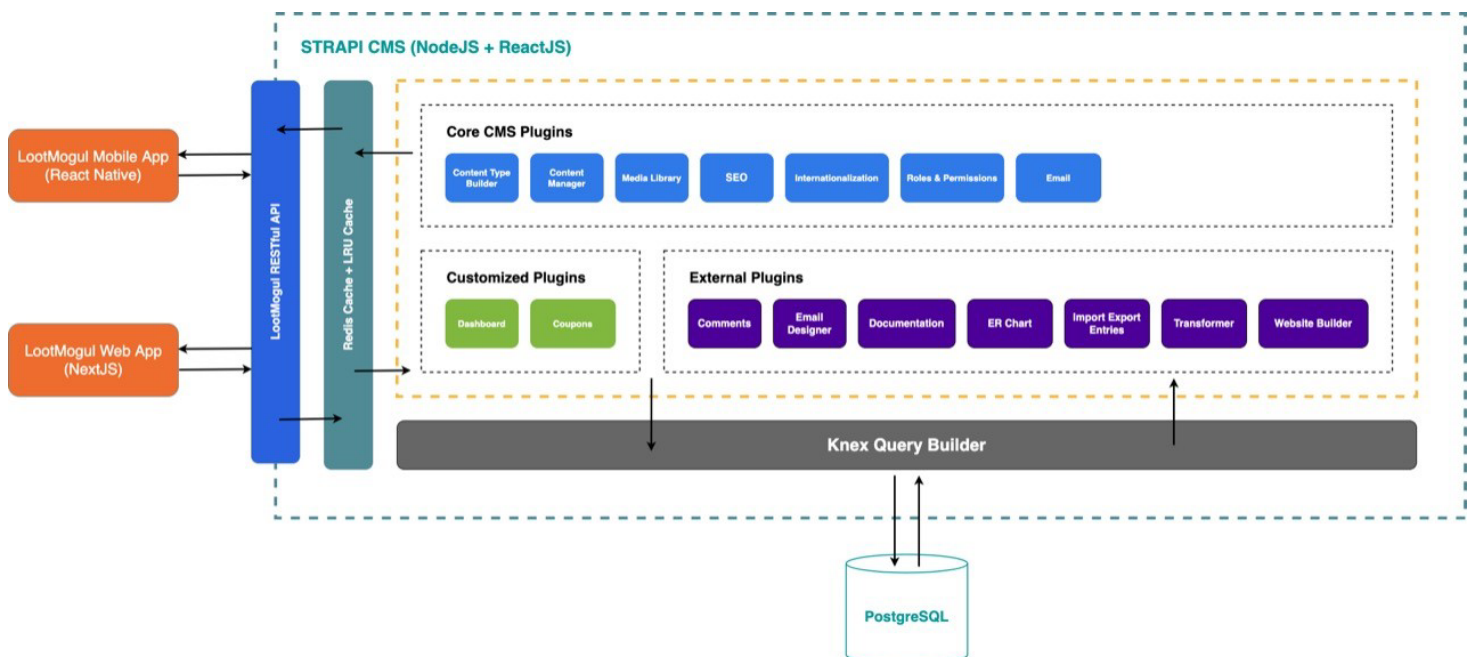 STRAPI CMS (NodeJS + ReactJS)
LootMogul Mobile App
(React Native)
LootMogul Web App
(NextJS)
LootMogul RESTful API
Redis Cache + LRU Cache
Core CMS Plugins
Content Type
Builder
Content
Manager
Media Library
SEO
Internationalization
Roles & Permissions
Email
Customized Plugins
Dashboard
Coupons
External Plugins
Comments
Email
Designer
Documentation
ER Chart
Import Export
Entries
Transformer
Website Builder
Knex Query Builder
PostgreSQL